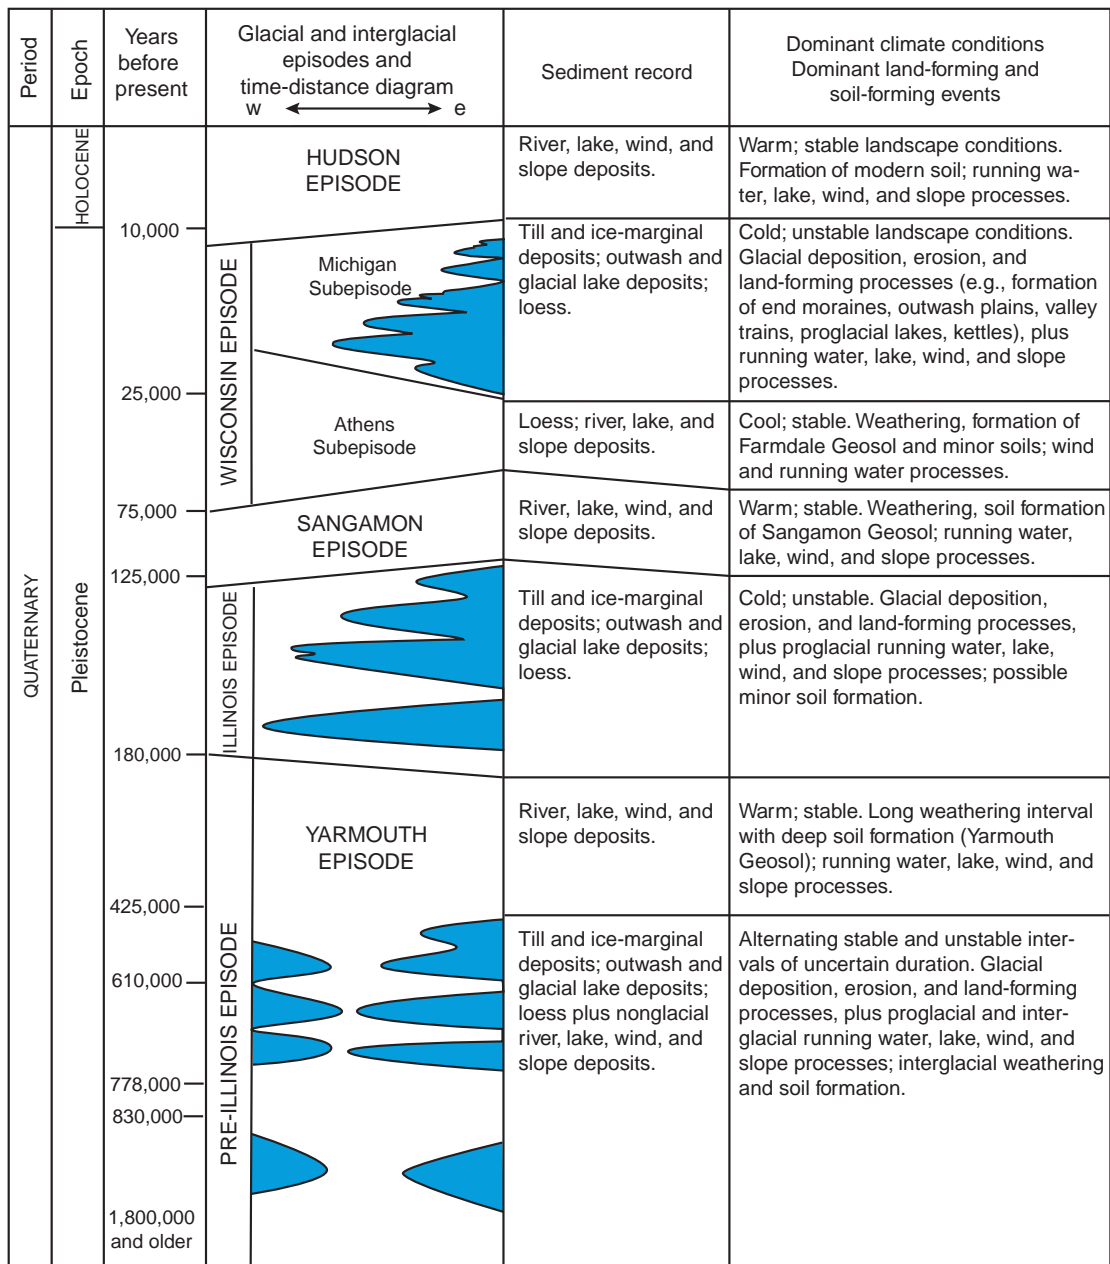 Period
Epoch
Years
before
present
Glacial and interglacial
episodes and
time-distance diagram
w e
Sediment record
Dominant climate conditions
Dominant land-forming and
soil-forming events
QUATERNARY
HOLOCENE
Pleistocene
10,000
25,000
75,000
125,000
180,000
425,000
610,000
778,000
830,000
1,800,000
and older
HUDSON
EPISODE
River, lake, wind, and
slope deposits.
Warm; stable landscape conditions.
Formation of modern soil; running wa-
ter, lake, wind, and slope processes.
WISCONSIN EPISODE
Michigan
Subepisode
Till and ice-marginal
deposits; outwash and
glacial lake deposits;
loess.
Cold; unstable landscape conditions.
Glacial deposition, erosion, and
land-forming processes (e.g., formation
of end moraines, outwash plains, valley
trains, proglacial lakes, kettles), plus
running water, lake, wind, and slope
processes.
Athens
Subepisode
Loess; river, lake, and
slope deposits.
Cool; stable. Weathering, formation of
Farmdale Geosol and minor soils; wind
and running water processes.
SANGAMON
EPISODE
River, lake, wind, and
slope deposits.
Warm; stable. Weathering, soil formation
of Sangamon Geosol; running water,
lake, wind, and slope processes.
ILLINOIS EPISODE
Till and ice-marginal
deposits; outwash and
glacial lake deposits;
loess.
Cold; unstable. Glacial deposition,
erosion, and land-forming processes,
plus proglacial running water, lake,
wind, and slope processes; possible
minor soil formation.
PRE-ILLINOIS EPISODE
YARMOUTH
EPISODE
River, lake, wind, and
slope deposits.
Warm; stable. Long weathering interval
with deep soil formation (Yarmouth
Geosol); running water, lake, wind, and
slope processes.
Till and ice-marginal
deposits; outwash and
glacial lake deposits;
loess plus nonglacial
river, lake, wind, and
slope deposits.
Alternating stable and unstable inter-
vals of uncertain duration. Glacial
deposition, erosion, and land-forming
processes, plus proglacial and inter-
glacial running water, lake, wind, and
slope processes; interglacial weathering
and soil formation.